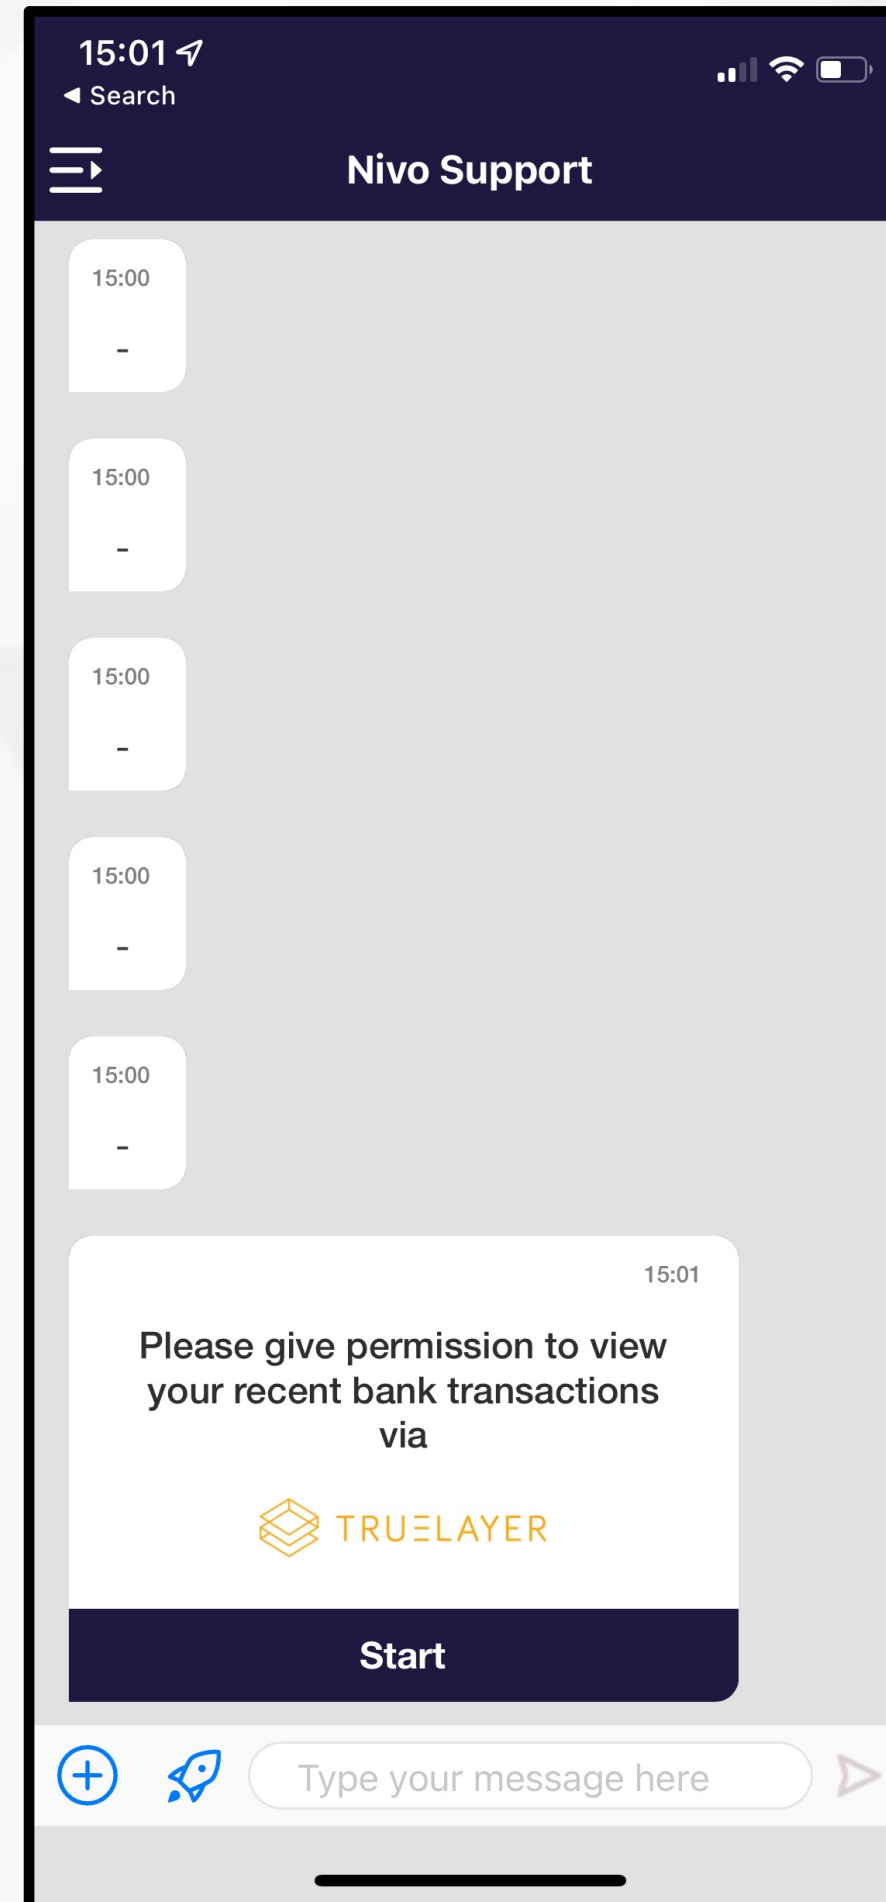 15:01
◀ Search
Nivo Support
15:00
-
15:00
-
15:00
-
15:00
-
15:00
-
15:01
Please give permission to view
your recent bank transactions
via
TRUELAYER
Start
Type your message here